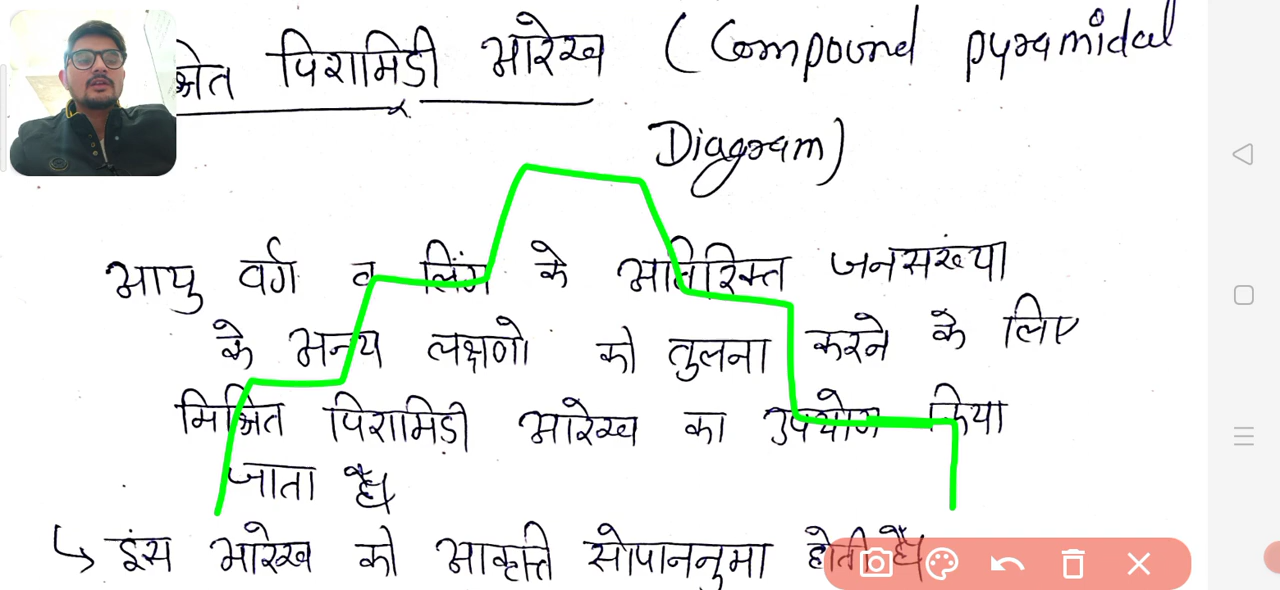 श्रित पिरामिडी आरेख ( Compound pyramidal
Diagram)
आयु वर्ग व लिंग के अतिरिक्त जनसंख्या
के अन्य लक्षणो को तुलना करने के लिए
मिश्रित पिरामिडी आरेख का उपयोग किया
जाता है।
↳ इस आरेख को आकृति सोपाननुमा होती है।